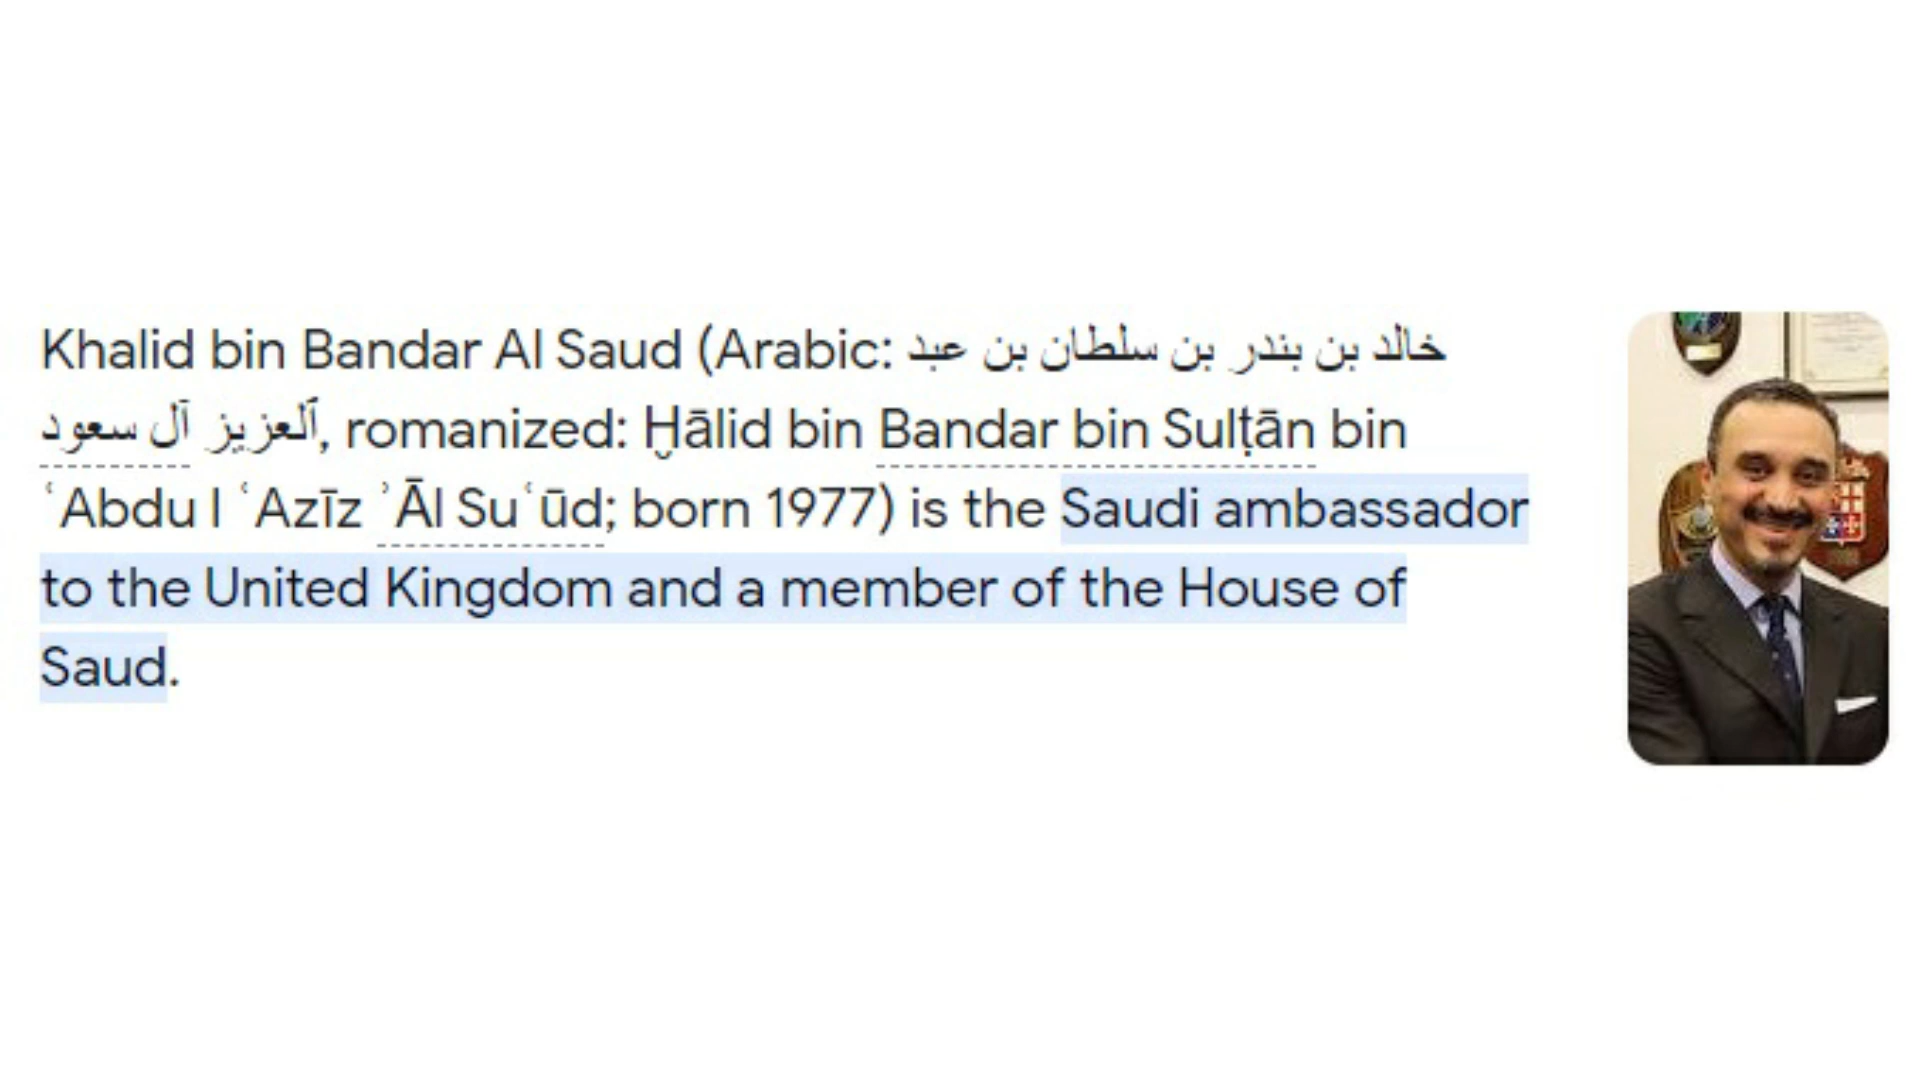 Khalid bin Bandar Al Saud (Arabic: خالد بن بندر بن سلطان بن عبد
ٱلعزيز آل سعود, romanized: Ḫālid bin Bandar bin Sulṭān bin
ʿAbdu l ʿAzīz ʾĀl Suʿūd; born 1977) is the Saudi ambassador
to the United Kingdom and a member of the House of
Saud.